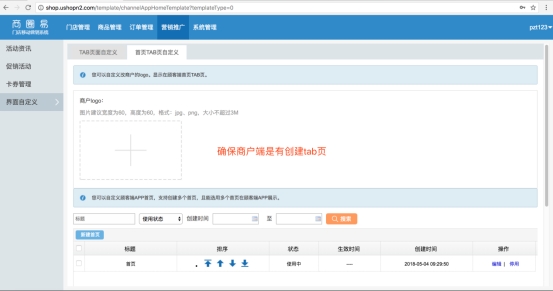 shop.ushopn2.com/template/channelAppHomeTemplate?templateType=0
问圈易
门店移动营销系统
门店管理 商品管理 订单管理 营销推广 系统管理
pzf123
活动资讯
促销活动
卡券管理
界面自定义
TAB页面自定义 首页TAB页自定义
您可以自定义改商户的logo，显示在顾客端首页TAB页。
商户logo:
图片建议宽度为60，高度为60，格式：jpg、png，大小不超过3M
确保商户端是有创建tab页
您可以自定义顾客端APP首页，支持创建多个首页，且能选用多个首页在顾客端APP展示。
标题 使用状态 创建时间 至 搜索
新建首页
标题 排序 状态 生效时间 创建时间 操作
首页 使用中 — 2018-05-04 09:29:50 编辑 | 停用